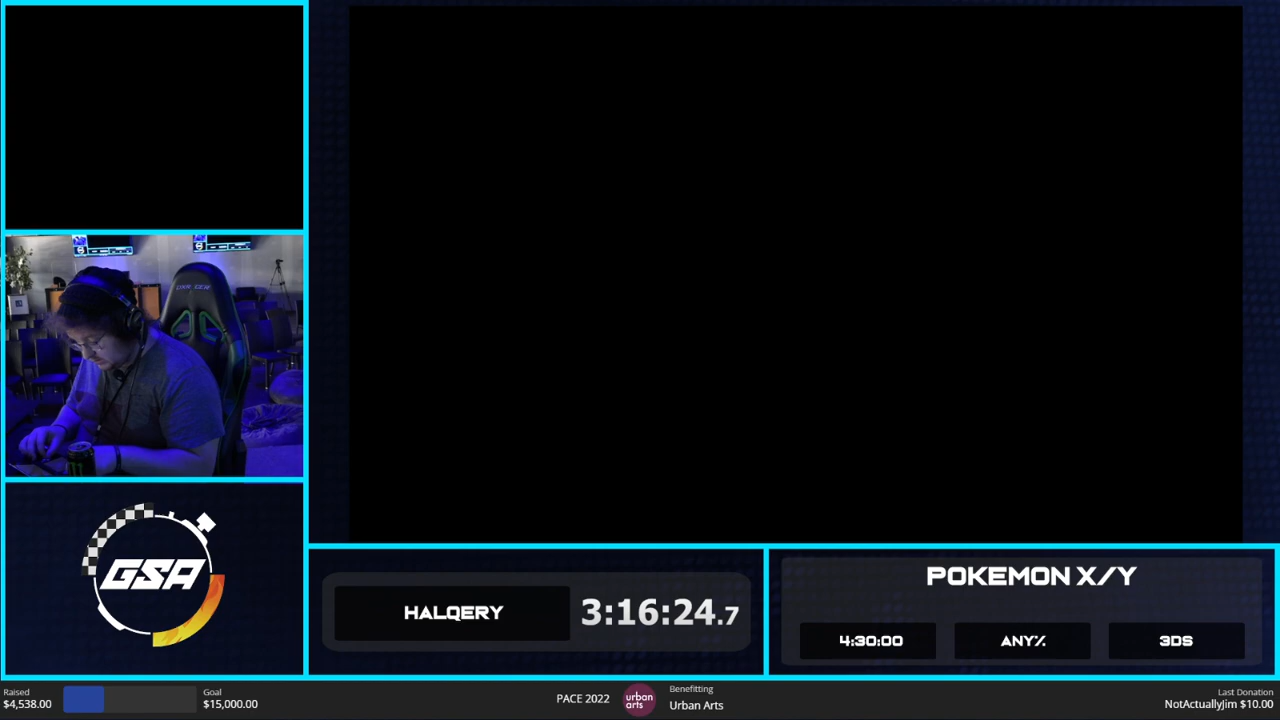 GSA
HALQERY
3:16:24.7
POKEMON X/Y
4:30:00
ANY%
3DS
Raised
$4,538.00
Goal
$15,000.00
PACE 2022
urban
arts
Benefitting
Urban Arts
Last Donation
NotActuallyJim $10.00